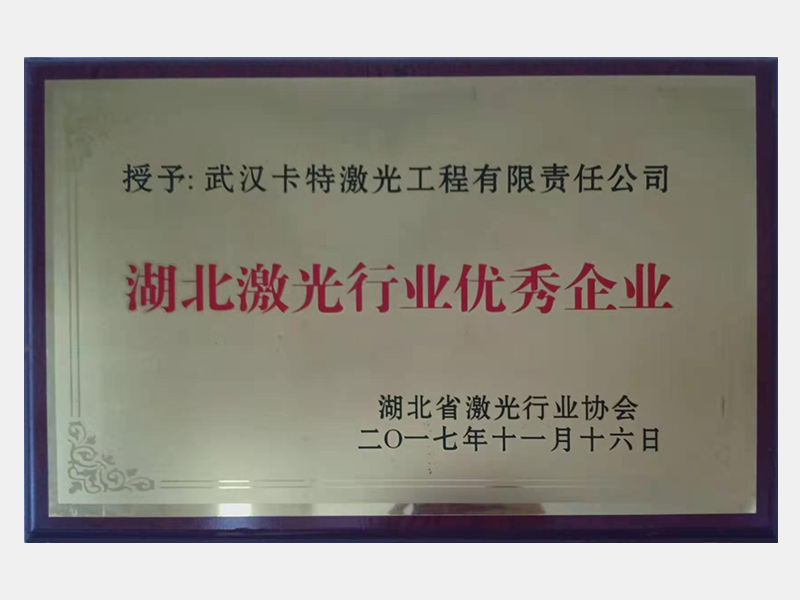 授予:武汉卡特激光工程有限责任公司
湖北激光行业优秀企业
湖北省激光行业协会
二〇一七年十一月十六日